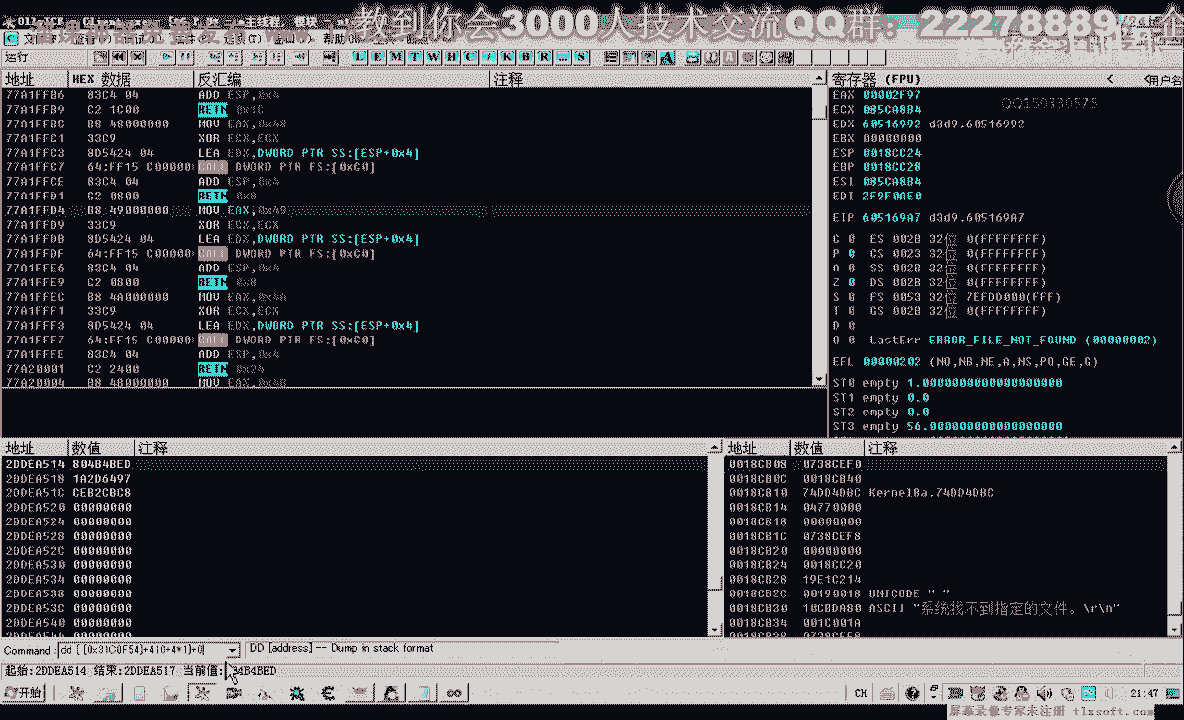 教到你会3000人技术交流QQ群：22278889
运行
L E M T W H C / K B R ... S
地址 HEX 数据 反汇编 注释
77A1FFB6 83C4 04 ADD ESP,0x4
77A1FFB9 C2 1C00 RETN 0x1C
77A1FFBC B8 48000000 MOV EAX,0x48
77A1FFC1 33C9 XOR ECX,ECX
77A1FFC3 8D5424 04 LEA EDX,DWORD PTR SS:[ESP+0x4]
77A1FFC7 64:FF15 C00000 CALL DWORD PTR FS:[0xC0]
77A1FFCE 83C4 04 ADD ESP,0x4
77A1FFD1 C2 0800 RETN 0x8
77A1FFD4 B8 49000000 MOV EAX,0x49
77A1FFD9 33C9 XOR ECX,ECX
77A1FFDB 8D5424 04 LEA EDX,DWORD PTR SS:[ESP+0x4]
77A1FFDF 64:FF15 C00000 CALL DWORD PTR FS:[0xC0]
77A1FFE6 83C4 04 ADD ESP,0x4
77A1FFE9 C2 0800 RETN 0x8
77A1FFEC B8 4A000000 MOV EAX,0x4A
77A1FFF1 33C9 XOR ECX,ECX
77A1FFF3 8D5424 04 LEA EDX,DWORD PTR SS:[ESP+0x4]
77A1FFF7 64:FF15 C00000 CALL DWORD PTR FS:[0xC0]
77A1FFFE 83C4 04 ADD ESP,0x4
77A20001 C2 2400 RETN 0x24
77A20004 B8 4B000000 MOV EAX,0x4B
寄存器 (FPU) < <用户名
EAX 00002F97
ECX 085CA884
EDX 60516992 d3d9.60516992
EBX 00000000
ESP 0018CC24
EBP 0018CC28
ESI 085CA884
EDI 2F9F0AE0
EIP 605169A7 d3d9.605169A7
C 0 ES 002B 32位 0(FFFFFFFF)
P 0 CS 0023 32位 0(FFFFFFFF)
A 0 SS 002B 32位 0(FFFFFFFF)
Z 0 DS 002B 32位 0(FFFFFFFF)
S 0 FS 0053 32位 7EFDD000(FFF)
T 0 GS 002B 32位 0(FFFFFFFF)
D 0
O 0 LastErr ERROR_FILE_NOT_FOUND (00000002)
EFL 00000202 (NO,NB,NE,A,NS,PO,GE,G)
ST0 empty 1.0000000000000000000
ST1 empty 0.0
ST2 empty 0.0
ST3 empty 56.000000000000000000
QQ150330575
地址 数值 注释
2DDEA514 804B4BED
2DDEA518 1A2D6497
2DDEA51C CEB2CBC8
2DDEA520 00000000
2DDEA524 00000000
2DDEA528 00000000
2DDEA52C 00000000
2DDEA530 00000000
2DDEA534 00000000
2DDEA538 00000000
2DDEA53C 00000000
2DDEA540 00000000
地址 数值 注释
0018CB08 0738CEF0
0018CB0C 0018CB40
0018CB10 74DD4D8C KernelBa.74DD4D8C
0018CB14 04770000
0018CB18 00000000
0018CB1C 0738CEF8
0018CB20 00000000
0018CB24 0018CC20
0018CB28 19E1C214
0018CB2C 00190018 UNICODE " "
0018CB30 10CBDA80 ASCII "系统找不到指定的文件。\r\n"
0018CB34 001C001A
Command : dd [ [0x31C0F54]+410+4*1]+0 DD [address] -- Dump in stack format
起始:2DDEA514 结束:2DDEA517 当前值: 804B4BED
开始 CH 21:47
屏幕录像专家未注册 tlxsoft.com